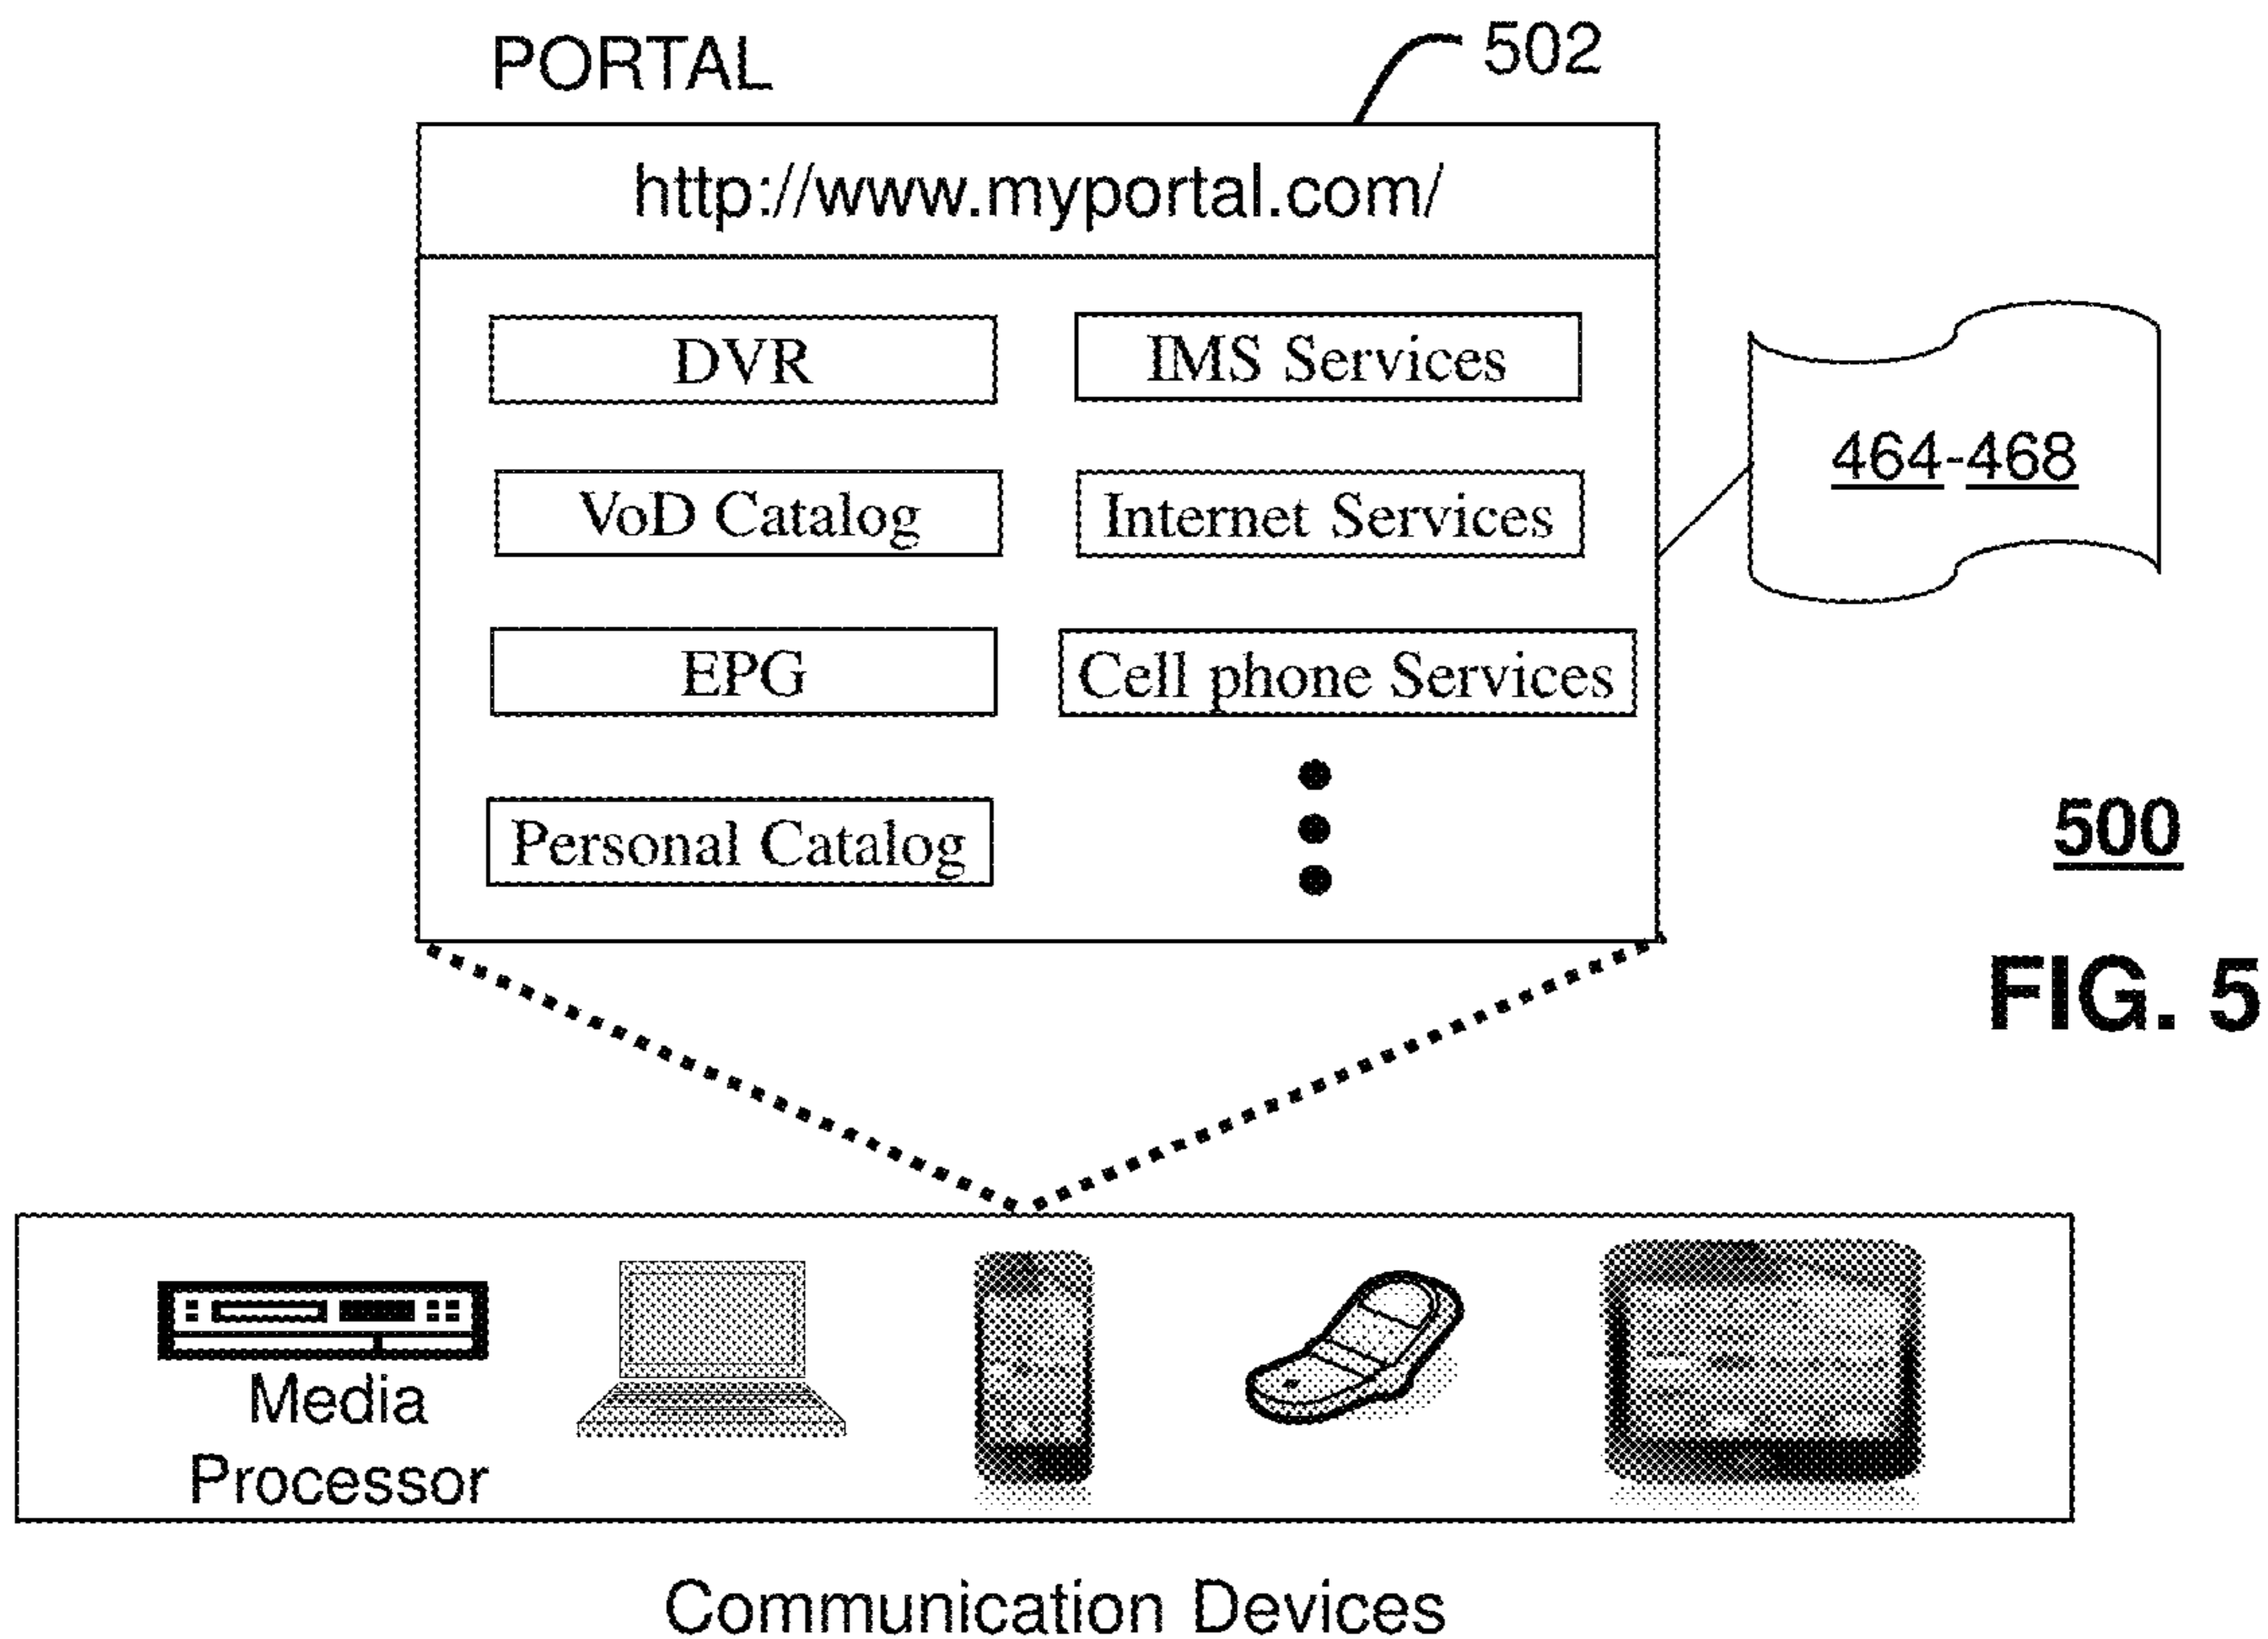 PORTAL
502
http://www.myportal.com/
DVR
IMS Services
VoD Catalog
Internet Services
464-468
EPG
Cell phone Services
Personal Catalog
500
FIG. 5
Media
Processor
Communication Devices